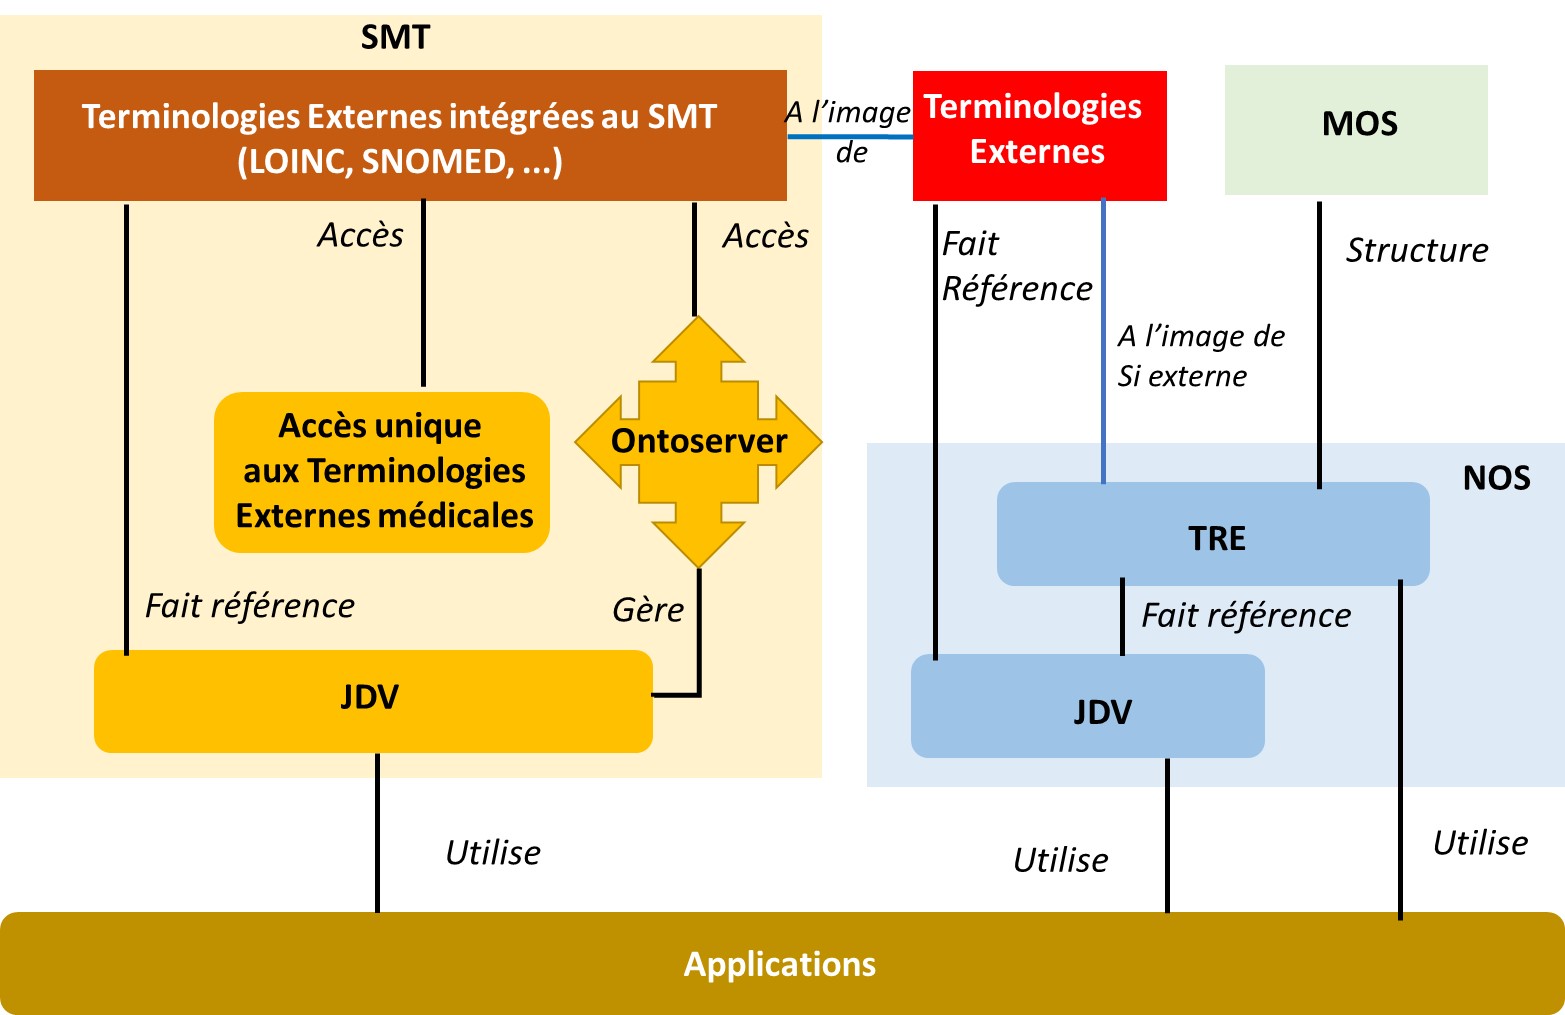 SMT
Terminologies Externes intégrées au SMT
(LOINC, SNOMED, ...)
A l’image
de
Terminologies
Externes
MOS
Accès
Accès
Fait
Référence
Structure
A l’image de
Si externe
Accès unique
aux Terminologies
Externes médicales
Ontoserver
NOS
TRE
Fait référence
Gère
Fait référence
JDV
JDV
Utilise
Utilise
Utilise
Applications